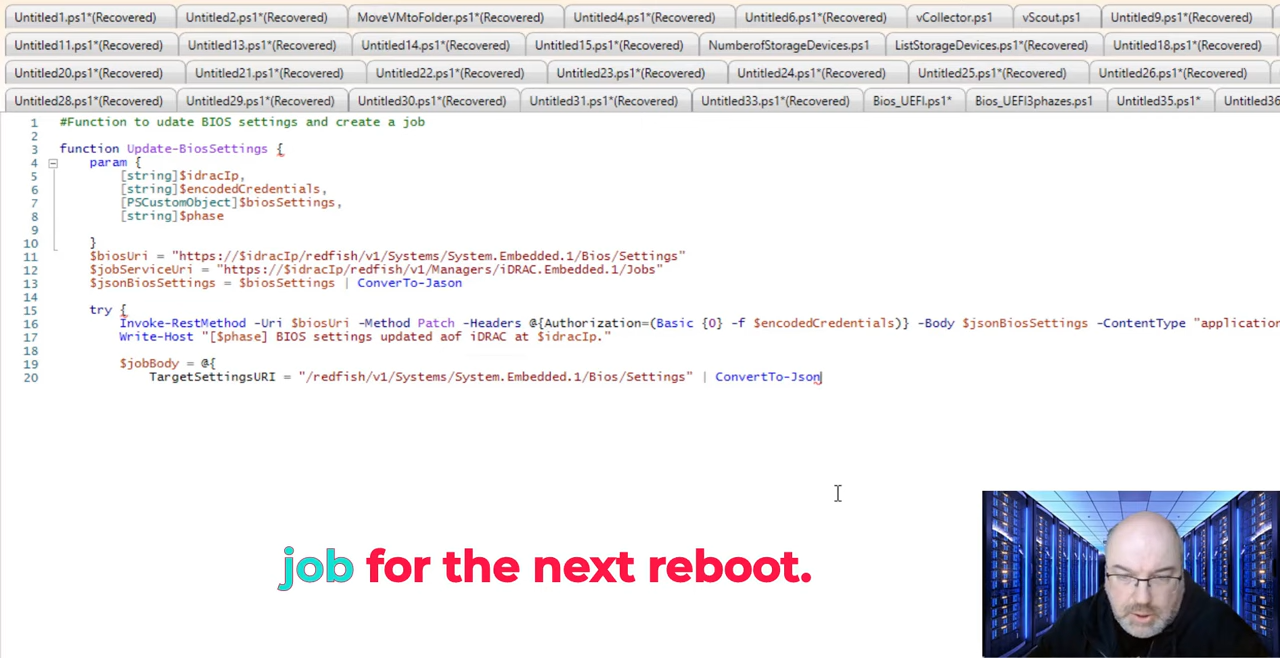 Untitled1.ps1*(Recovered) Untitled2.ps1*(Recovered) MoveVMtoFolder.ps1*(Recovered) Untitled4.ps1*(Recovered) Untitled6.ps1*(Recovered) vCollector.ps1 vScout.ps1 Untitled9.ps1*(Recovered)
Untitled11.ps1*(Recovered) Untitled13.ps1*(Recovered) Untitled14.ps1*(Recovered) Untitled15.ps1*(Recovered) NumberofStorageDevices.ps1 ListStorageDevices.ps1*(Recovered) Untitled18.ps1*(Recovered)
Untitled20.ps1*(Recovered) Untitled21.ps1*(Recovered) Untitled22.ps1*(Recovered) Untitled23.ps1*(Recovered) Untitled24.ps1*(Recovered) Untitled25.ps1*(Recovered) Untitled26.ps1*(Recovered)
Untitled28.ps1*(Recovered) Untitled29.ps1*(Recovered) Untitled30.ps1*(Recovered) Untitled31.ps1*(Recovered) Untitled33.ps1*(Recovered) Bios_UEFI.ps1* Bios_UEFI3phazes.ps1 Untitled35.ps1* Untitled36
1 #Function to udate BIOS settings and create a job
2
3 function Update-BiosSettings {
4 param {
5 [string]$idracIp,
6 [string]$encodedCredentials,
7 [PSCustomObject]$biosSettings,
8 [string]$phase
9
10 }
11 $biosUri = "https://$idracIp/redfish/v1/Systems/System.Embedded.1/Bios/Settings"
12 $jobServiceUri = "https://$idracIp/redfish/v1/Managers/iDRAC.Embedded.1/Jobs"
13 $jsonBiosSettings = $biosSettings | ConverTo-Jason
14
15 try {
16 Invoke-RestMethod -Uri $biosUri -Method Patch -Headers @{Authorization=(Basic {0} -f $encodedCredentials)} -Body $jsonBiosSettings -ContentType "application
17 Write-Host "[$phase] BIOS settings updated aof iDRAC at $idracIp."
18
19 $jobBody = @{
20 TargetSettingsURI = "/redfish/v1/Systems/System.Embedded.1/Bios/Settings" | ConvertTo-Json
job for the next reboot.